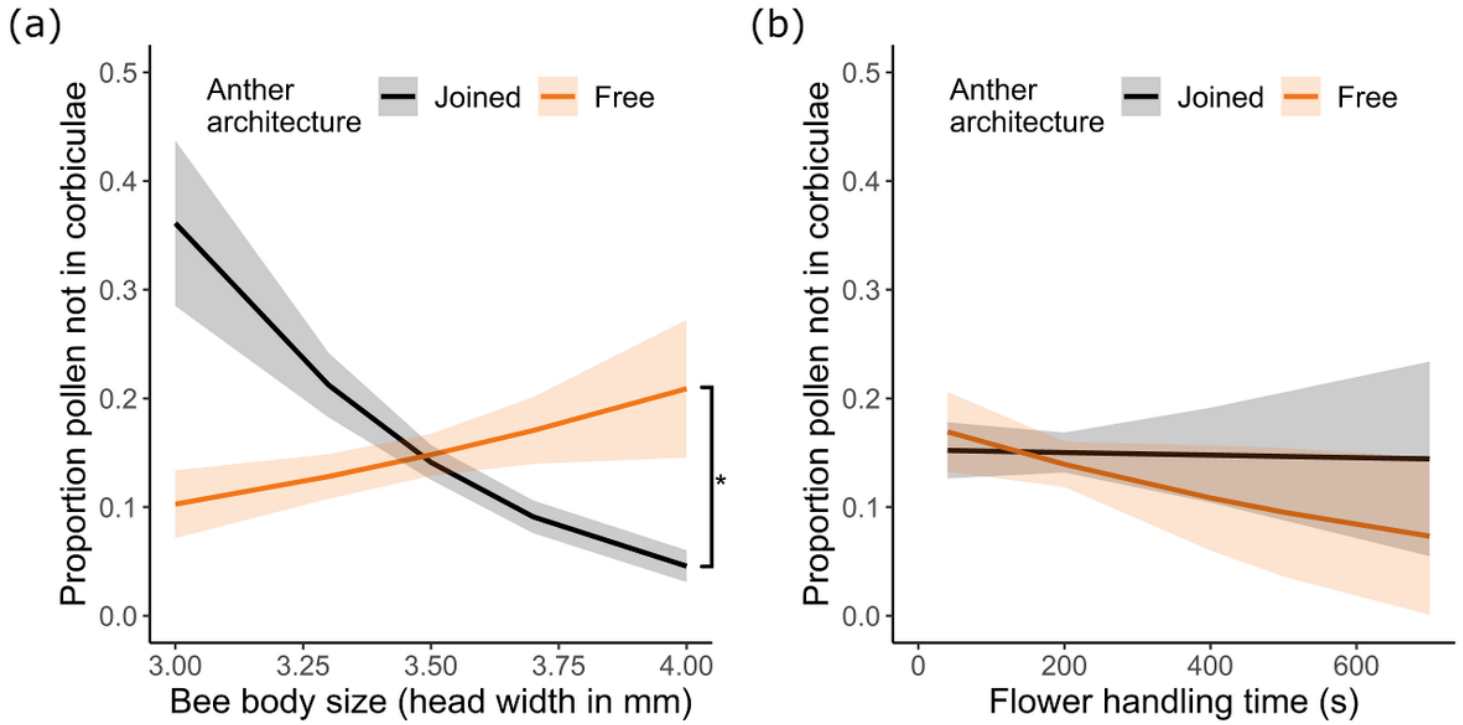 (a)
Proportion pollen not in corbiculae
0.5
0.4
0.3
0.2
0.1
0.0
Anther
architecture
Joined
Free
*
3.00 3.25 3.50 3.75 4.00
Bee body size (head width in mm)
(b)
Proportion pollen not in corbiculae
0.5
0.4
0.3
0.2
0.1
0.0
Anther
architecture
Joined
Free
0 200 400 600
Flower handling time (s)